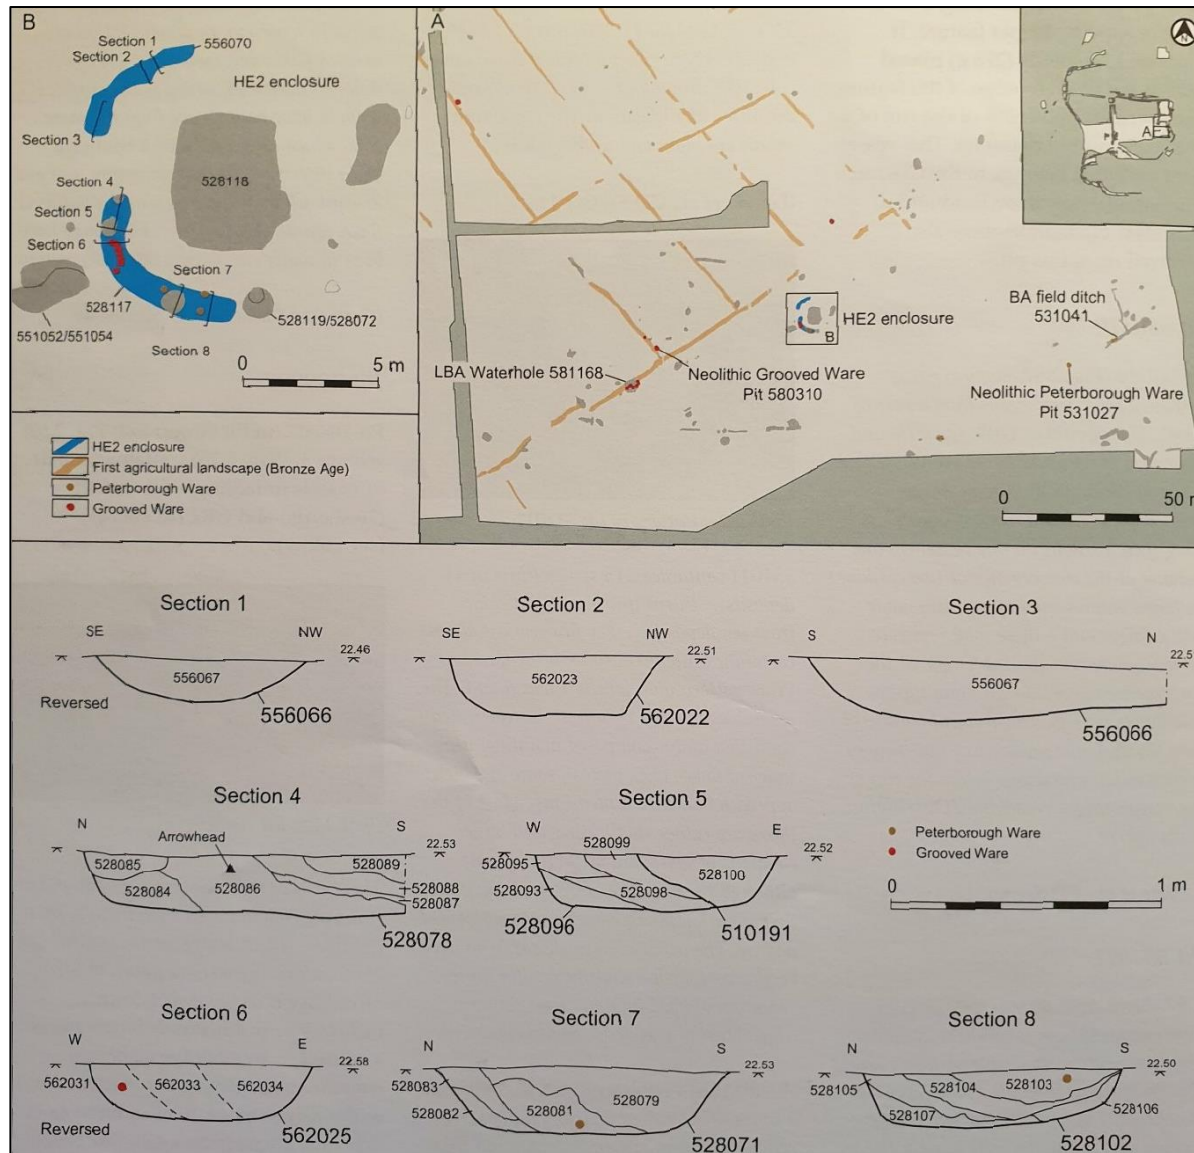 B
Section 1
Section 2
556070
HE2 enclosure
Section 3
528118
Section 4
Section 5
Section 6
Section 7
528117
551052/551054
528119/528072
Section 8
0 5 m
HE2 enclosure
First agricultural landscape (Bronze Age)
Peterborough Ware
Grooved Ware
A
N
A
BA field ditch
531041
HE2 enclosure
B
LBA Waterhole 581168
Neolithic Grooved Ware
Pit 580310
Neolithic Peterborough Ware
Pit 531027
0 50 m
Section 1
SE NW
22.46
556067
Reversed
556066
Section 2
SE NW
22.51
562023
562022
Section 3
S N
22.5
556067
556066
Section 4
N S
Arrowhead
22.53
528085
528089
528084
528086
528088
528087
528078
Section 5
W E
528099
22.52
528095
528100
528093
528098
528096
510191
Peterborough Ware
Grooved Ware
0 1 m
Section 6
W E
22.58
562031
562033
562034
Reversed
562025
Section 7
N S
22.53
528083
528082
528081
528079
528071
Section 8
N S
22.50
528105
528104
528103
528107
528106
528102